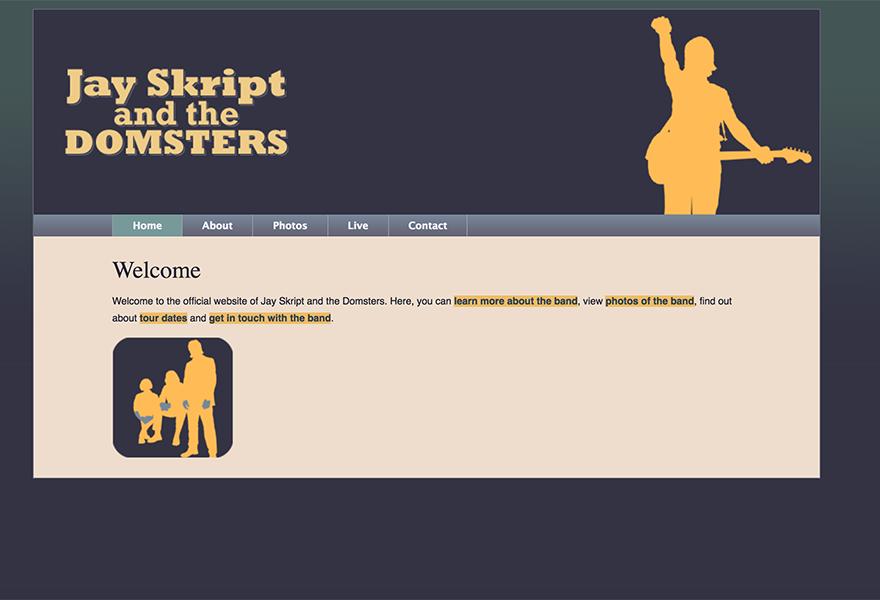 Jay Skript
and the
DOMSTERS
Home About Photos Live Contact
Welcome
Welcome to the official website of Jay Skript and the Domsters. Here, you can learn more about the band, view photos of the band, find out
about tour dates and get in touch with the band.